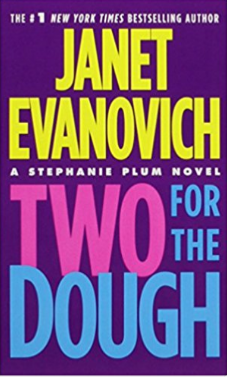 THE #1 NEW YORK TIMES BESTSELLING AUTHOR
JANET
EVANOVICH
A STEPHANIE PLUM NOVEL
TWO FOR
THE
DOUGH